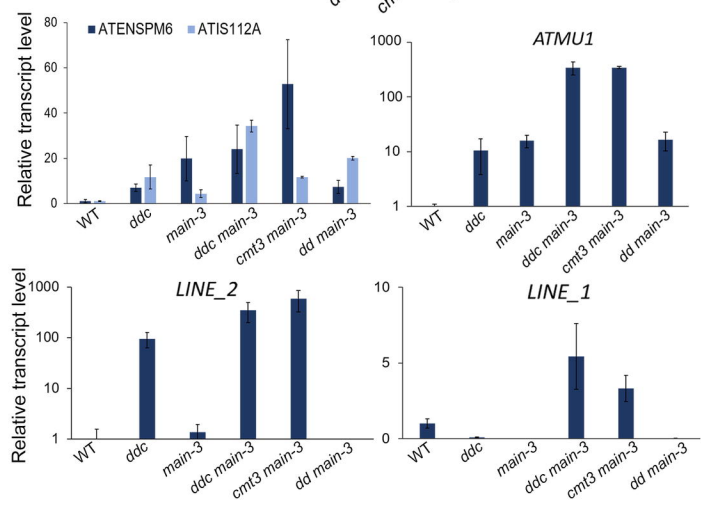 d
cm
ATENSPM6 ATIS112A
Relative transcript level
80
60
40
20
0
WT ddc main-3 ddc main-3 cmt3 main-3 dd main-3
ATMU1
1000
100
10
1
WT ddc main-3 ddc main-3 cmt3 main-3 dd main-3
LINE_2
Relative transcript level
1000
100
10
1
WT ddc main-3 ddc main-3 cmt3 main-3 dd main-3
LINE_1
10
5
0
WT ddc main-3 ddc main-3 cmt3 main-3 dd main-3